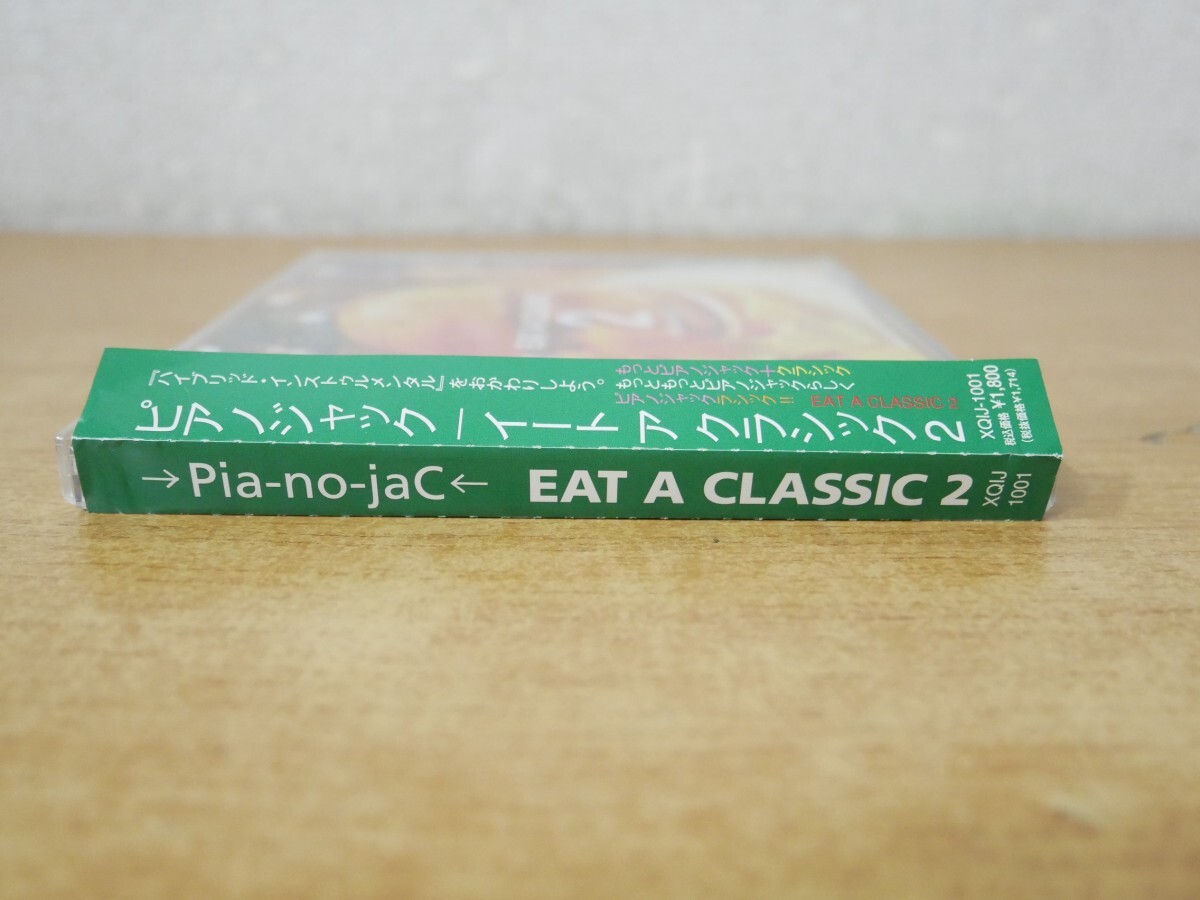 『ハイブリッド・インストゥルメンタル』をおかわりしよう。
もっとピアノジャック+クラシック
もっともっとピアノジャックらしく
ピアノジャックラシック!! EAT A CLASSIC 2
ピアノジャック—イートア クラシック 2
XQIJ-1001
税込価格 ¥1,800
(税抜価格¥1,714)
→Pia-no-jaC← EAT A CLASSIC 2
XQIJ
1001